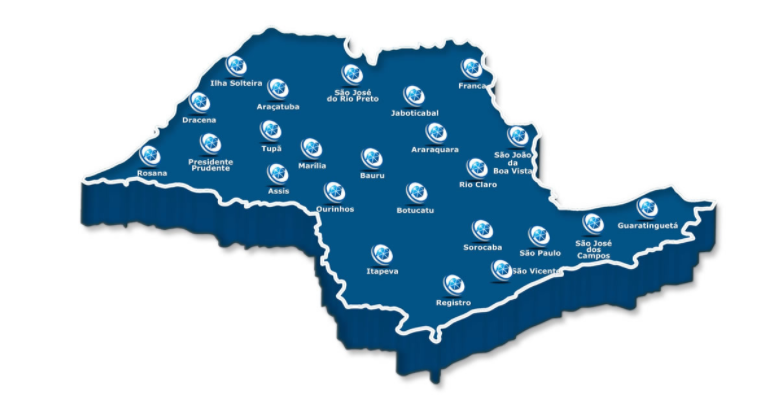 Ilha Solteira
Araçatuba
São José
do Rio Preto
Franca
Jaboticabal
Dracena
Tupã
Marília
Araraquara
São João
da
Boa Vista
Presidente
Prudente
Rosana
Assis
Bauru
Rio Claro
Ourinhos
Botucatu
Guaratinguetá
Sorocaba
São Paulo
São José
dos
Campos
Itapeva
São Vicente
Registro